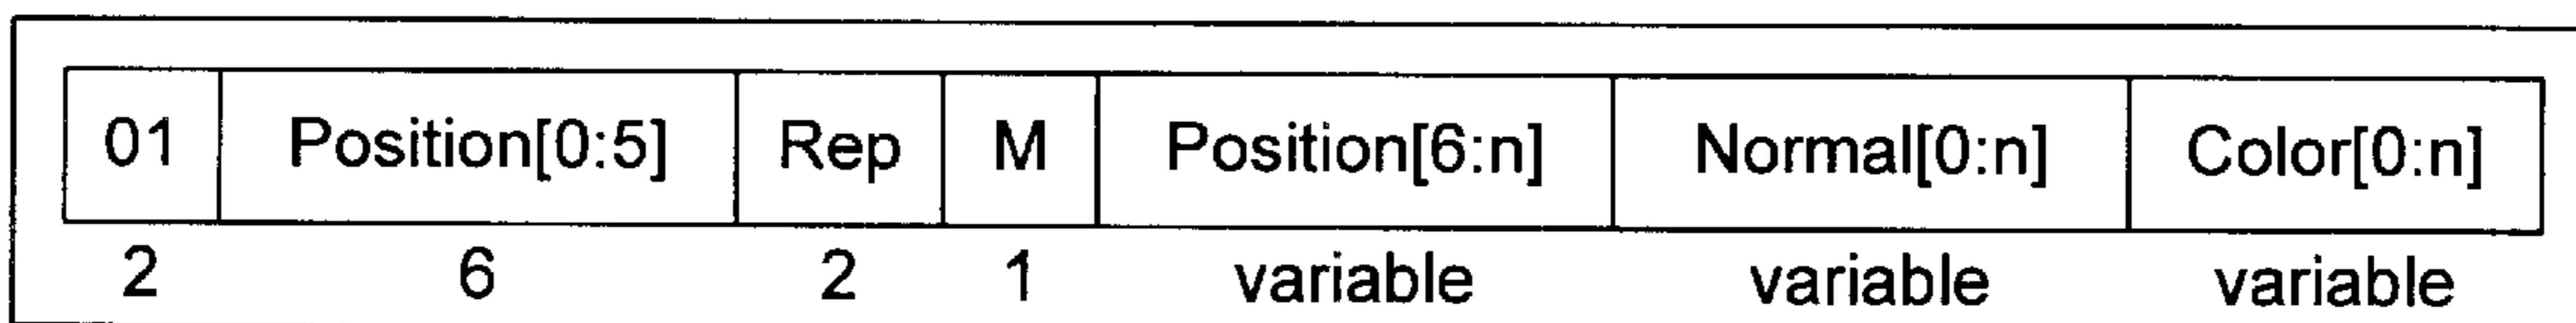 01 Position[0:5] Rep M Position[6:n] Normal[0:n] Color[0:n]
2 6 2 1 variable variable variable